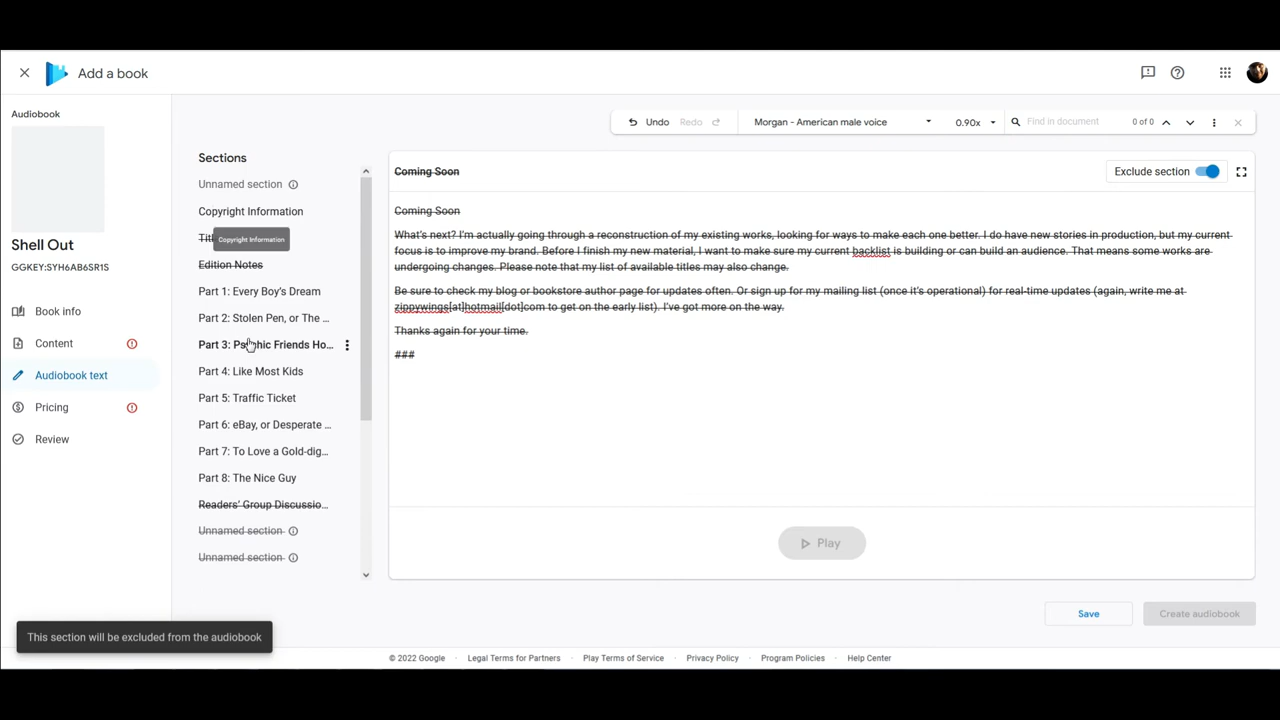 Add a book
Audiobook
Shell Out
GGKEY:SYH6AB6SR1S
Book info
Content
Audiobook text
Pricing
Review
Sections
Unnamed section
Copyright Information
Copyright Information
Edition Notes
Part 1: Every Boy's Dream
Part 2: Stolen Pen, or The ...
Part 3: Psychic Friends Ho...
Part 4: Like Most Kids
Part 5: Traffic Ticket
Part 6: eBay, or Desperate ...
Part 7: To Love a Gold-dig...
Part 8: The Nice Guy
Readers' Group Discussio...
Unnamed section
Unnamed section
Undo Redo
Morgan - American male voice
0.90x
Find in document
0 of 0
Coming Soon
Exclude section
Coming Soon
What's next? I'm actually going through a reconstruction of my existing works, looking for ways to make each one better. I do have new stories in production, but my current
focus is to improve my brand. Before I finish my new material, I want to make sure my current backlist is building or can build an audience. That means some works are
undergoing changes. Please note that my list of available titles may also change.
Be sure to check my blog or bookstore author page for updates often. Or sign up for my mailing list (once it's operational) for real-time updates (again, write me at
zippywings[at]hotmail[dot]com to get on the early list). I've got more on the way.
Thanks again for your time.
###
Play
Save
Create audiobook
This section will be excluded from the audiobook
© 2022 Google · Legal Terms for Partners · Play Terms of Service · Privacy Policy · Program Policies · Help Center